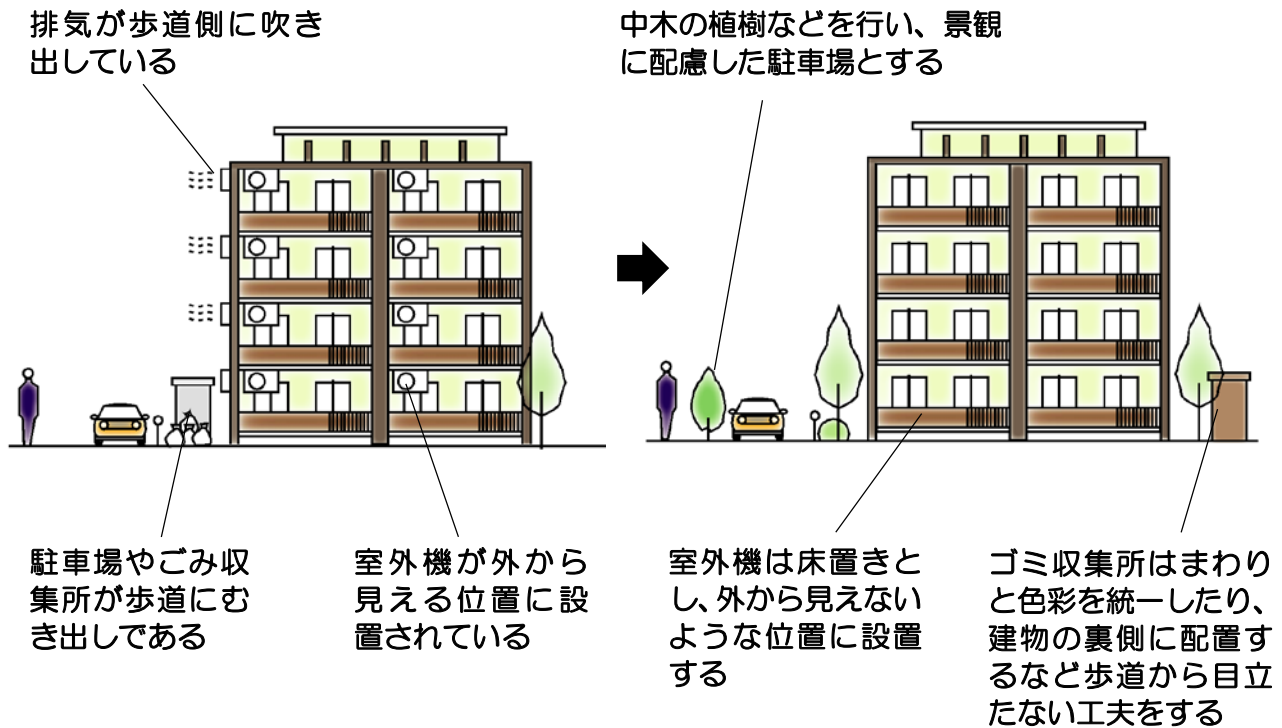 排気が歩道側に吹き
出している
中木の植樹などを行い、景観
に配慮した駐車場とする
駐車場やごみ収
集所が歩道にむ
き出しである
室外機が外から
見える位置に設
置されている
室外機は床置きと
し、外から見えない
ような位置に設置
する
ゴミ収集所はまわり
と色彩を統一したり、
建物の裏側に配置す
るなど歩道から目立
たない工夫をする